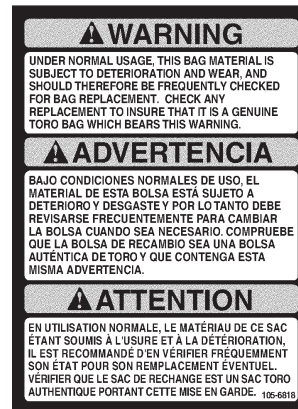 WARNING
UNDER NORMAL USAGE, THIS BAG MATERIAL IS
SUBJECT TO DETERIORATION AND WEAR, AND
SHOULD THEREFORE BE FREQUENTLY CHECKED
FOR BAG REPLACEMENT. CHECK ANY
REPLACEMENT TO INSURE THAT IT IS A GENUINE
TORO BAG WHICH BEARS THIS WARNING.
ADVERTENCIA
BAJO CONDICIONES NORMALES DE USO, EL
MATERIAL DE ESTA BOLSA ESTÁ SUJETO A
DETERIORO Y DESGASTE Y POR LO TANTO DEBE
REVISARSE FRECUENTEMENTE PARA CAMBIAR
LA BOLSA CUANDO SEA NECESARIO. COMPRUEBE
QUE LA BOLSA DE RECAMBIO SEA UNA BOLSA
AUTÉNTICA DE TORO Y QUE CONTENGA ESTA
MISMA ADVERTENCIA.
ATTENTION
EN UTILISATION NORMALE, LE MATÉRIAU DE CE SAC
ÉTANT SOUMIS À L'USURE ET À LA DÉTÉRIORATION,
IL EST RECOMMANDÉ D'EN VÉRIFIER FRÉQUEMMENT
SON ÉTAT POUR SON REMPLACEMENT ÉVENTUEL.
VÉRIFIER QUE LE SAC DE RECHANGE EST UN SAC TORO
AUTHENTIQUE PORTANT CETTE MISE EN GARDE. 105-6818